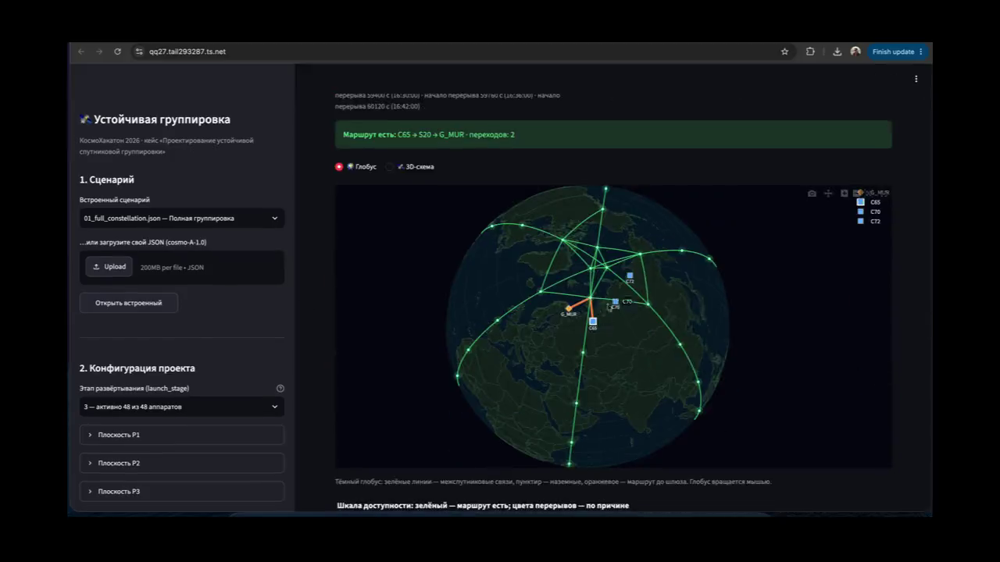 qq27.tail293287.ts.net
Finish update
Устойчивая группировка
КосмоХакатон 2026 · кейс «Проектирование устойчивой
спутниковой группировки»
1. Сценарий
Встроенный сценарий
01_full_constellation.json — Полная группировка
...или загрузите свой JSON (cosmo-A-1.0)
Upload
200MB per file • JSON
Открыть встроенный
2. Конфигурация проекта
Этап развёртывания (launch_stage)
3 — активно 48 из 48 аппаратов
Плоскость P1
Плоскость P2
Плоскость P3
перерыва 59400 с (16:30:00) · начало перерыва 59760 с (16:36:00) · начало
перерыва 60120 с (16:42:00)
Маршрут есть: C65 → S20 → G_MUR · переходов: 2
Глобус
3D-схема
G_MUR
C65
C70
C72
C72
C70
C70
G_MUR
C65
Тёмный глобус: зелёные линии — межспутниковые связи, пунктир — наземные, оранжевое — маршрут до шлюза. Глобус вращается мышью.
Шкала доступности: зелёный — маршрут есть; цвета перерывов — по причине